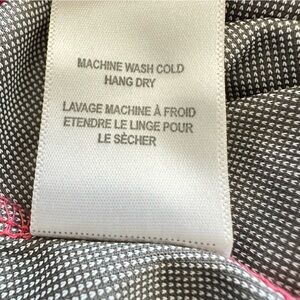 MACHINE WASH COLD
HANG DRY
LAVAGE MACHINE À FROID
ETENDRE LE LINGE POUR
LE SÉCHER